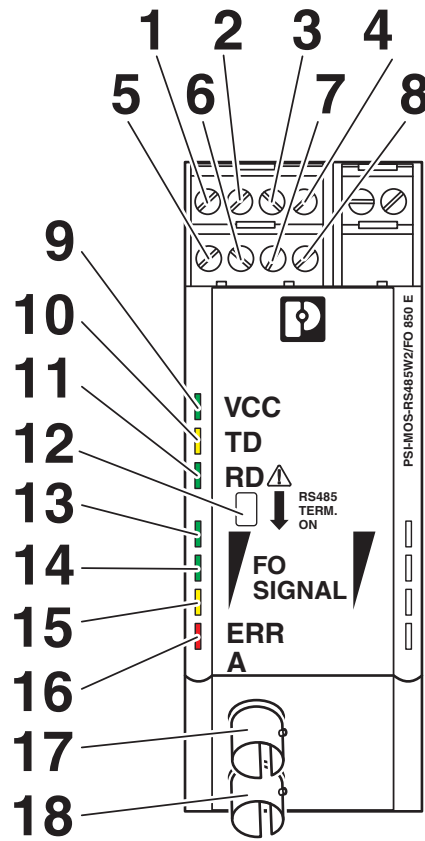 1 2 3 4
5 6 7 8
9
10
11
12
13
14
15
16
17
18
PSI-MOS-RS485W2/FO 850 E
VCC
TD
RD
RS485
TERM.
ON
FO
SIGNAL
ERR
A